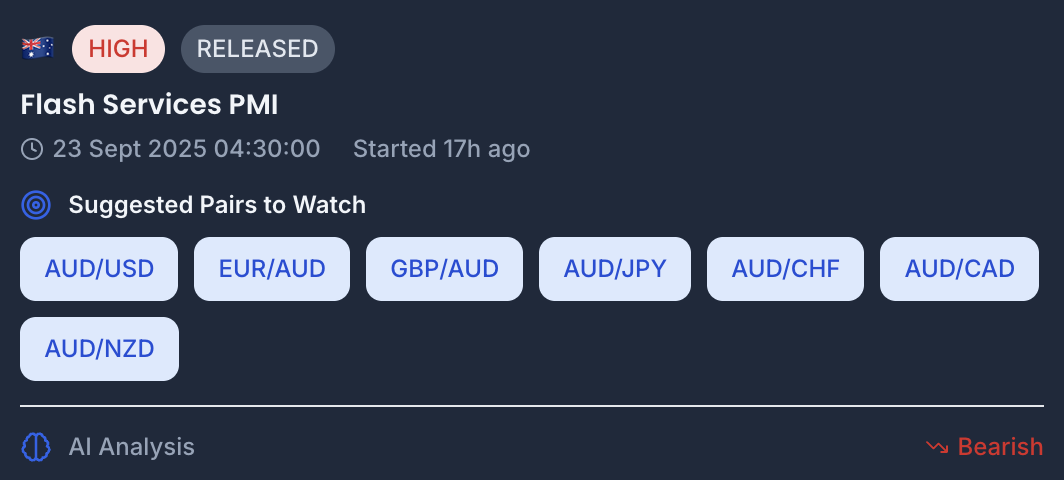 HIGH RELEASED
Flash Services PMI
23 Sept 2025 04:30:00 Started 17h ago
Suggested Pairs to Watch
AUD/USD EUR/AUD GBP/AUD AUD/JPY AUD/CHF AUD/CAD
AUD/NZD
AI Analysis Bearish